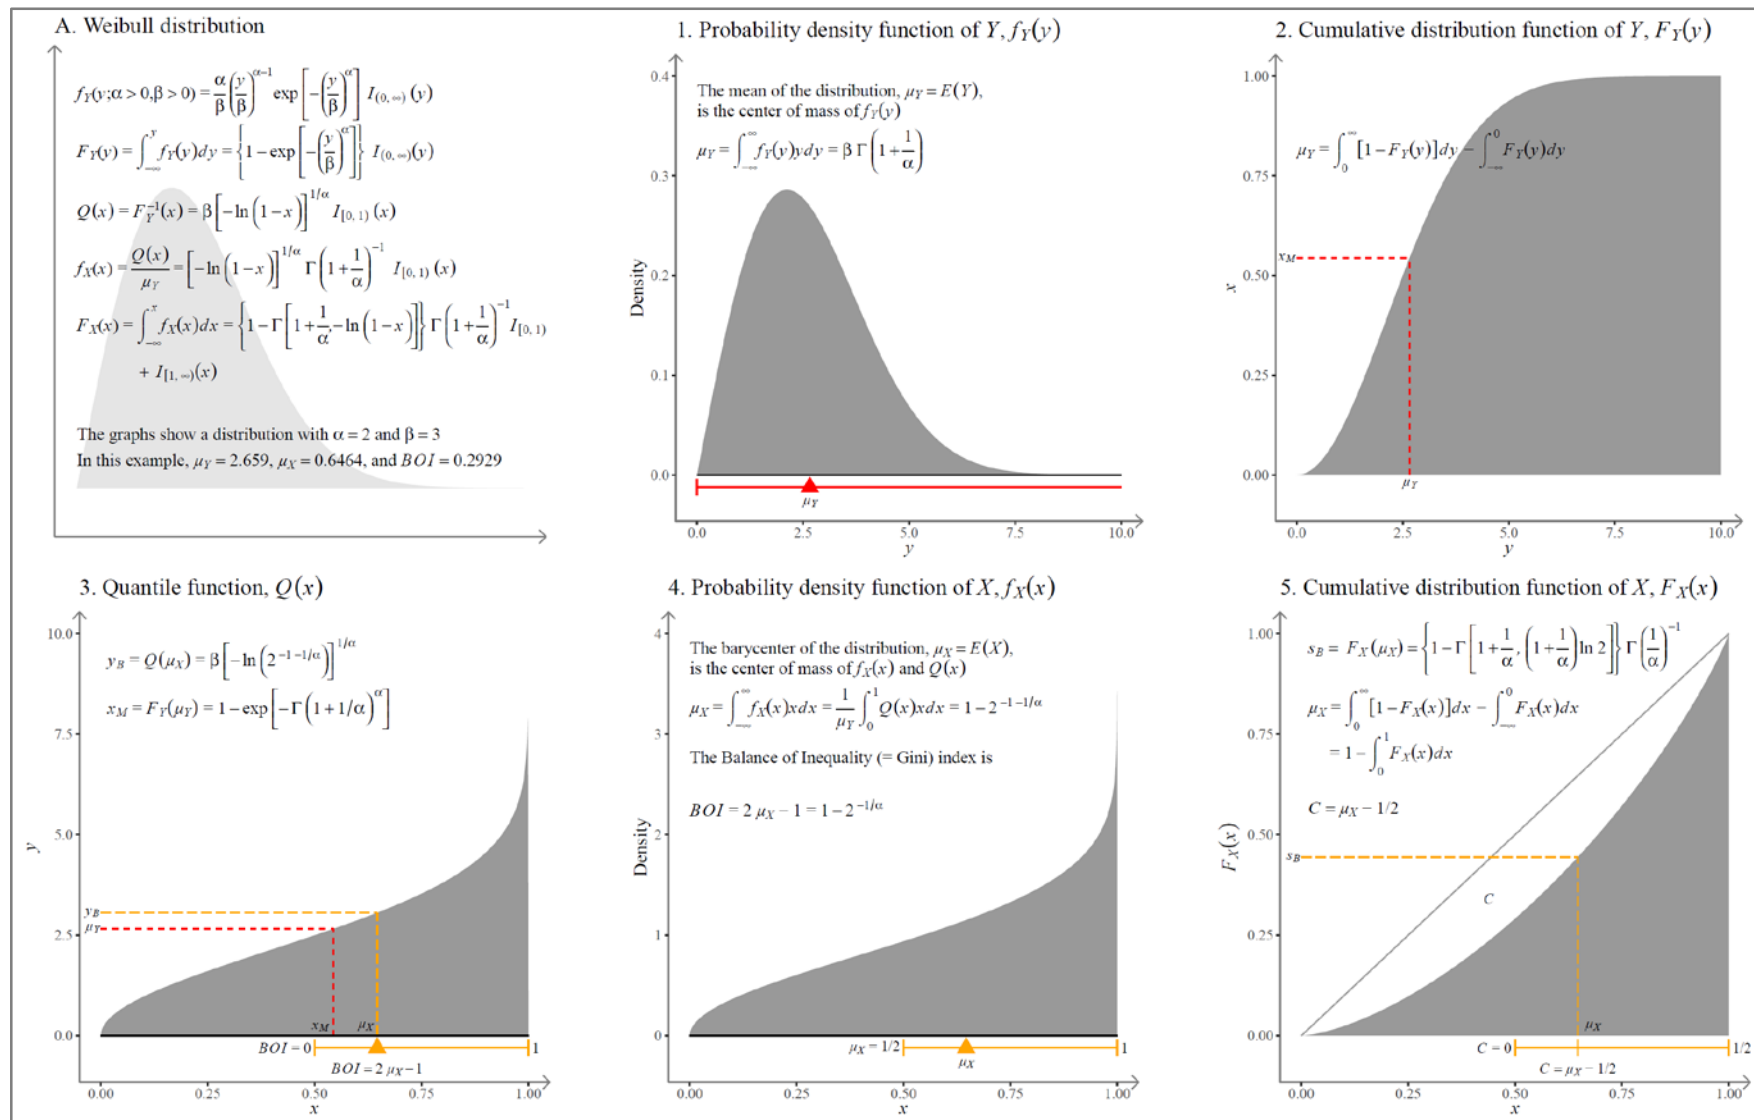 A. Weibull distribution
f_Y(y;α > 0,β > 0) = α/β (y/β)^{α−1} exp[−(y/β)^α] I_{(0, ∞)}(y)
F_Y(y) = ∫_{−∞}^{y} f_Y(y)dy = {1 − exp[−(y/β)^α]} I_{(0, ∞)}(y)
Q(x) = F_Y^{−1}(x) = β[−ln(1−x)]^{1/α} I_{[0, 1)}(x)
f_X(x) = Q(x)/μ_Y = [−ln(1−x)]^{1/α} Γ(1+1/α)^{−1} I_{[0, 1)}(x)
F_X(x) = ∫_{−∞}^{x} f_X(x)dx = {1 − Γ[1+1/α, −ln(1−x)]} Γ(1+1/α)^{−1} I_{[0, 1)}
+ I_{[1, ∞)}(x)
The graphs show a distribution with α = 2 and β = 3
In this example, μ_Y = 2.659, μ_X = 0.6464, and BOI = 0.2929
1. Probability density function of Y, f_Y(y)
The mean of the distribution, μ_Y = E(Y),
is the center of mass of f_Y(y)
μ_Y = ∫_{−∞}^{∞} f_Y(y)ydy = β Γ(1+1/α)
0.4
0.3
0.2
0.1
0.0
Density
μ_Y
0.0 2.5 5.0 7.5 10.0
y
2. Cumulative distribution function of Y, F_Y(y)
μ_Y = ∫_{0}^{∞} [1−F_Y(y)]dy − ∫_{−∞}^{0} F_Y(y)dy
1.00
0.75
x_M
0.50
0.25
0.00
x
μ_Y
0.0 2.5 5.0 7.5 10.0
y
3. Quantile function, Q(x)
y_B = Q(μ_X) = β[−ln(2^{−1−1/α})]^{1/α}
x_M = F_Y(μ_Y) = 1 − exp[−Γ(1+1/α)^α]
10.0
7.5
5.0
y_B
μ_Y
2.5
0.0
y
x_M μ_X
BOI = 0 1
BOI = 2 μ_X−1
0.00 0.25 0.50 0.75 1.00
x
4. Probability density function of X, f_X(x)
The barycenter of the distribution, μ_X = E(X),
is the center of mass of f_X(x) and Q(x)
μ_X = ∫_{−∞}^{∞} f_X(x)xdx = 1/μ_Y ∫_{0}^{1} Q(x)xdx = 1−2^{−1−1/α}
The Balance of Inequality (= Gini) index is
BOI = 2 μ_X − 1 = 1 − 2^{−1/α}
4
3
2
1
0
Density
μ_X = 1/2 1
μ_X
0.00 0.25 0.50 0.75 1.00
x
5. Cumulative distribution function of X, F_X(x)
s_B = F_X(μ_X) = {1−Γ[1+1/α, (1+1/α)ln 2]} Γ(1/α)^{−1}
μ_X = ∫_{0}^{∞} [1−F_X(x)]dx − ∫_{−∞}^{0} F_X(x)dx
= 1 − ∫_{0}^{1} F_X(x)dx
C = μ_X − 1/2
1.00
0.75
0.50
s_B
0.25
0.00
F_X(x)
C
μ_X
C = 0 1/2
C = μ_X − 1/2
0.00 0.25 0.50 0.75 1.00
x